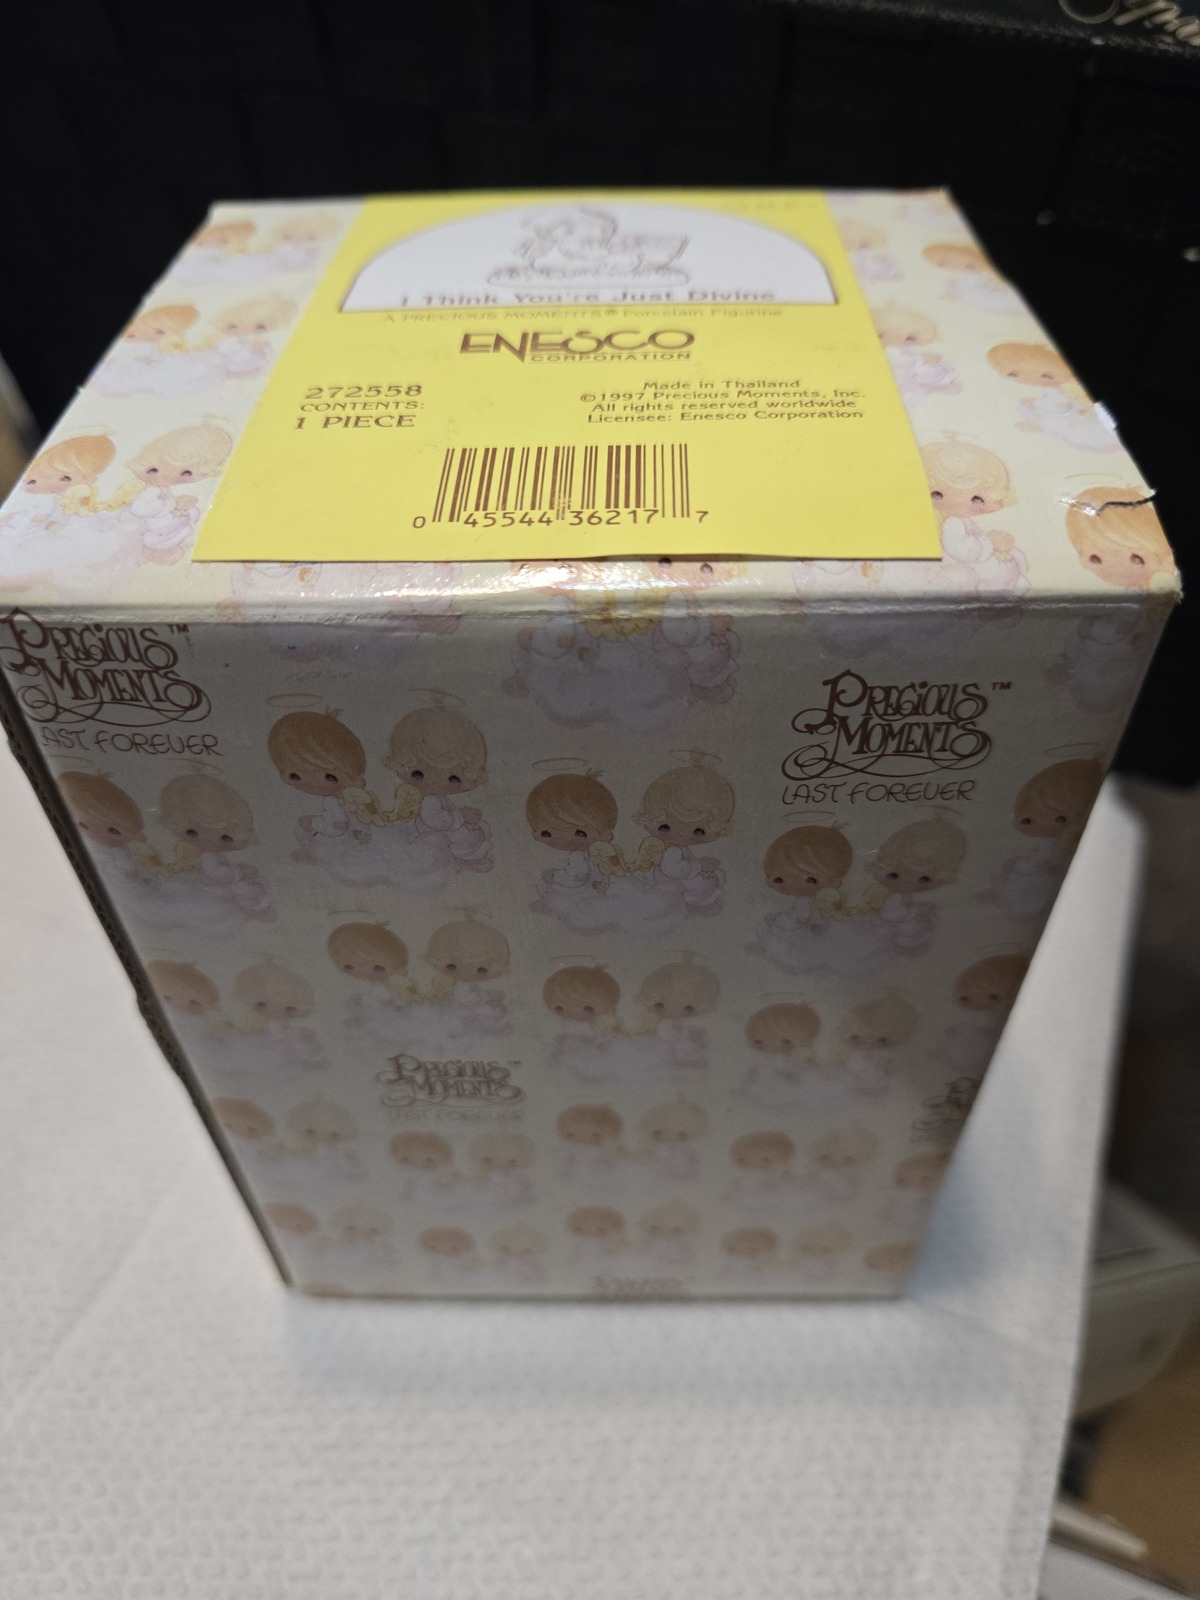 I Think You're Just Divine
A PRECIOUS MOMENTS® Porcelain Figurine
ENESCO
CORPORATION
272558
CONTENTS:
1 PIECE
Made in Thailand
©1997 Precious Moments, Inc.
All rights reserved worldwide
Licensee: Enesco Corporation
0 45544 36217 7
PRECIOUS MOMENTS™
LAST FOREVER
PRECIOUS MOMENTS™
LAST FOREVER
PRECIOUS MOMENTS™
LAST FOREVER